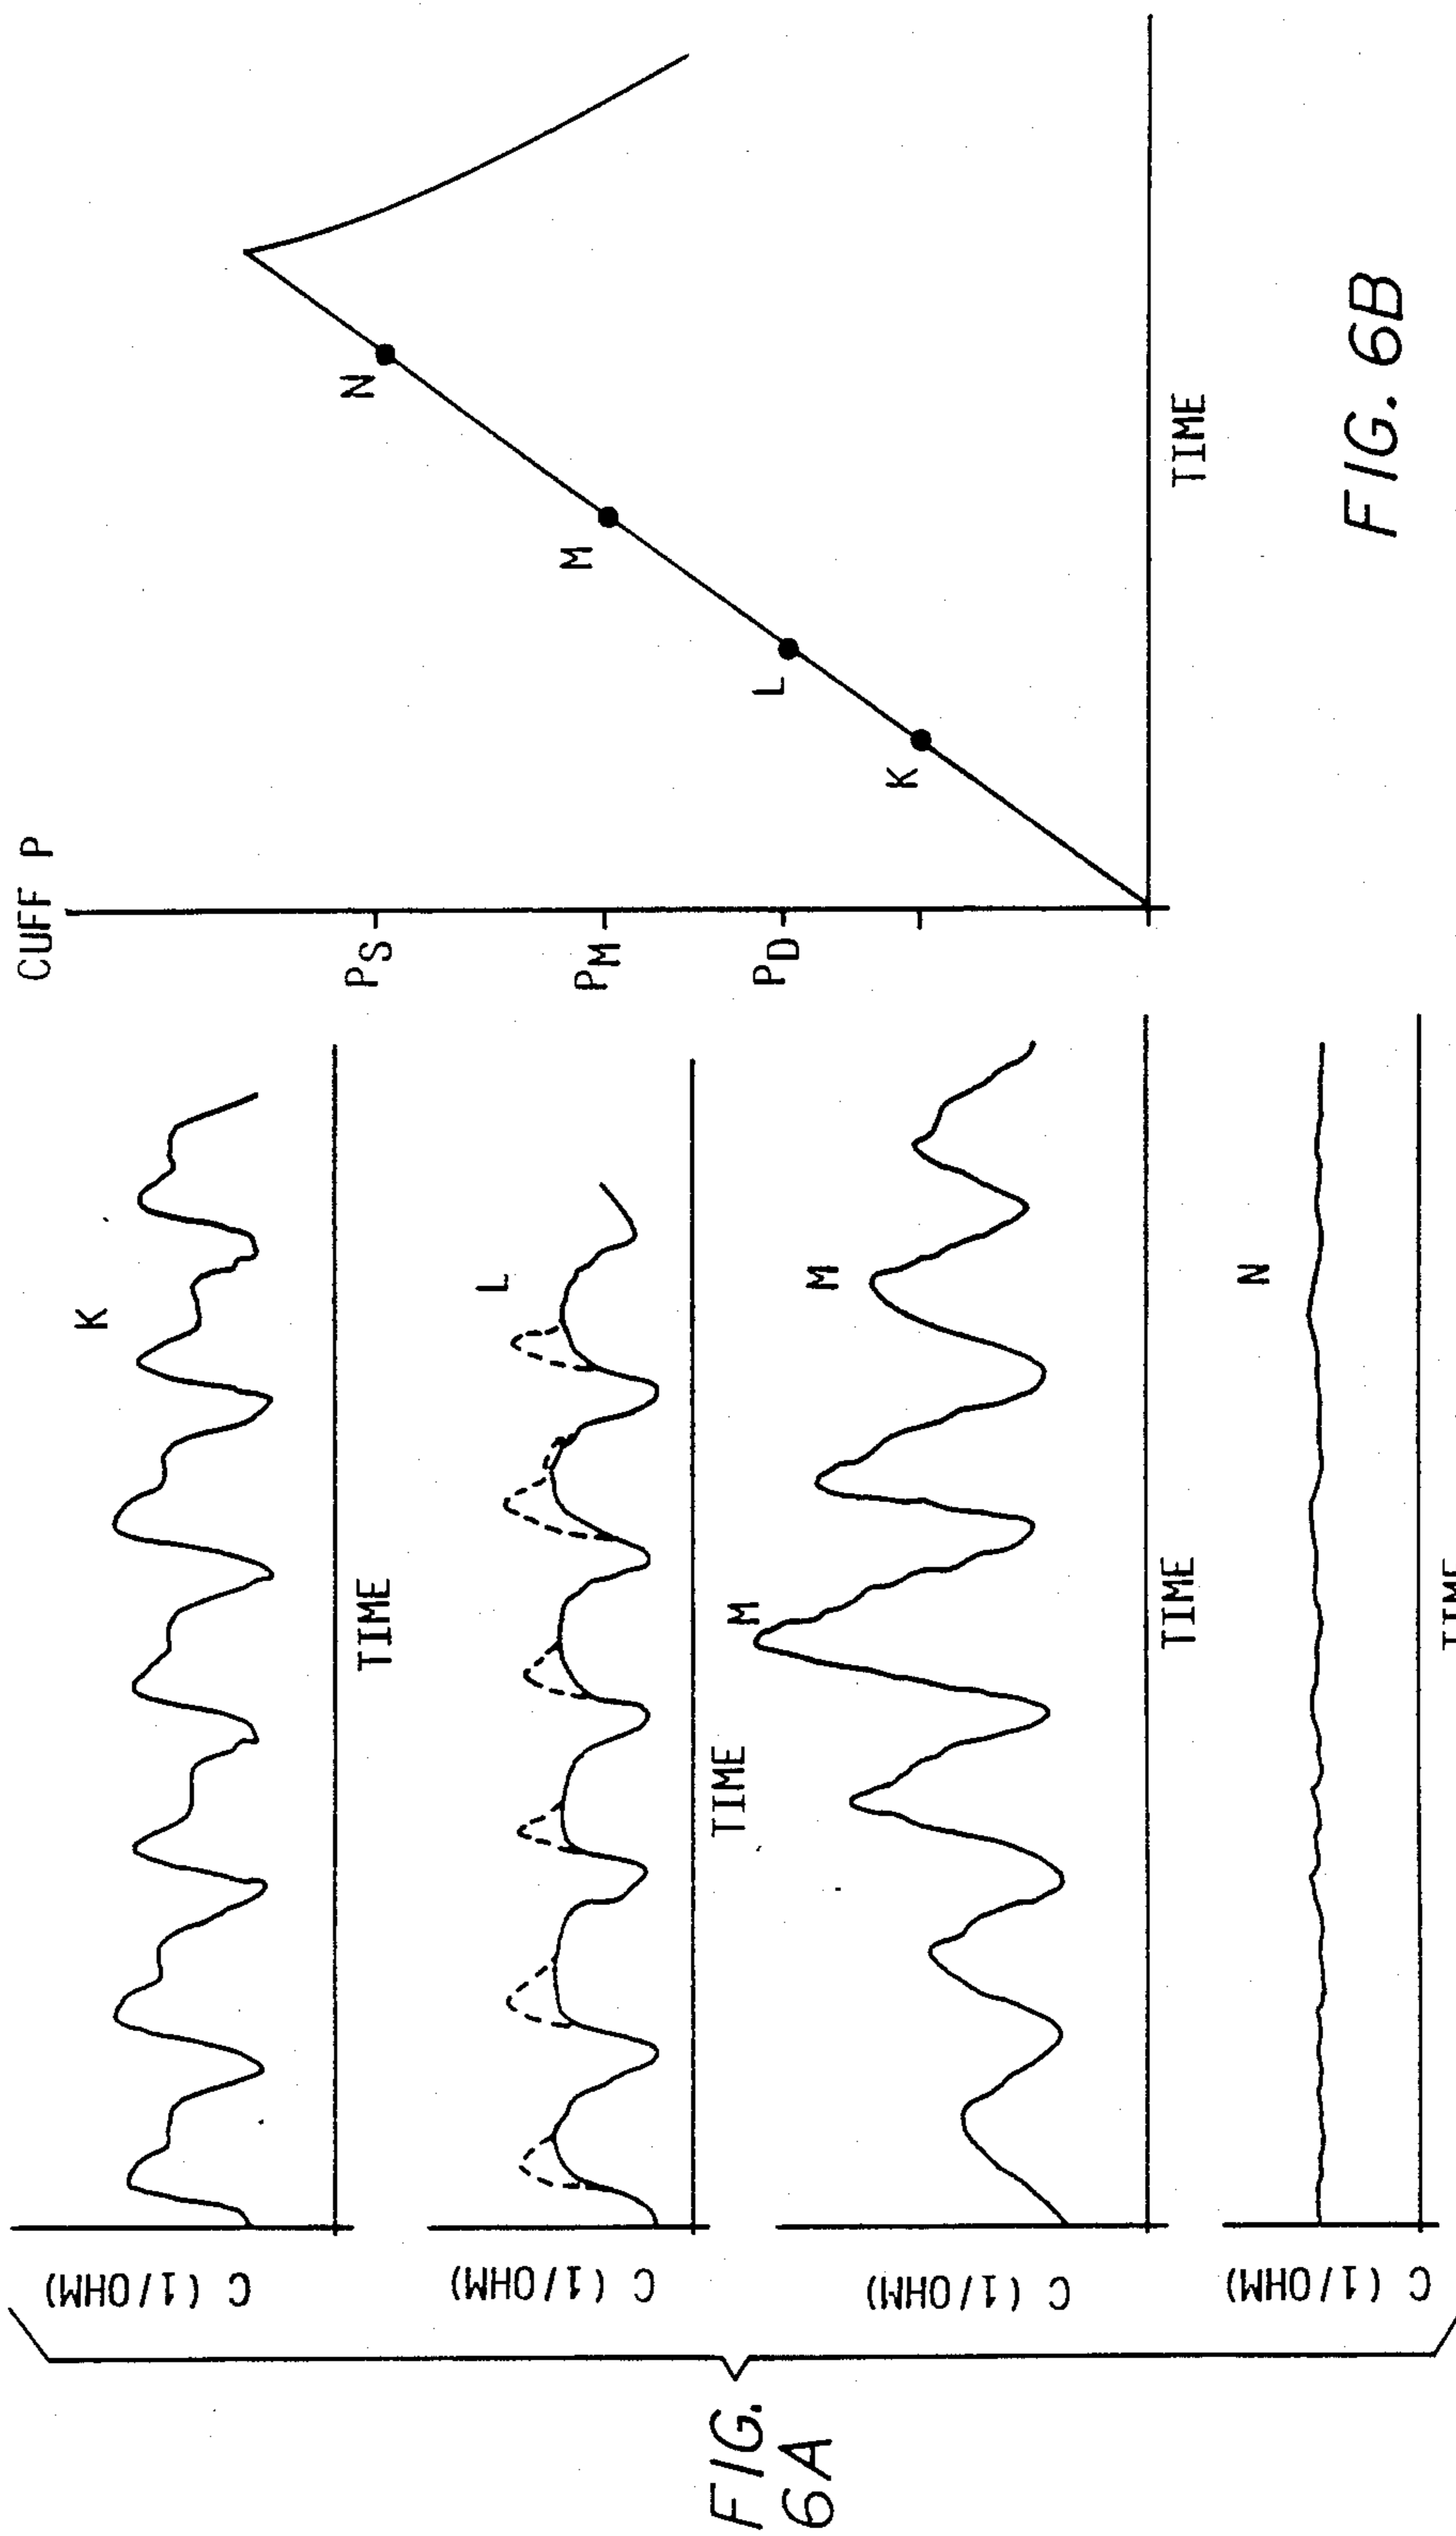 FIG.
6A
C (1/OHM)
K
TIME
C (1/OHM)
L
TIME
C (1/OHM)
M
M
TIME
C (1/OHM)
N
TIME
CUFF P
PS
PM
PD
N
M
L
K
TIME
FIG. 6B